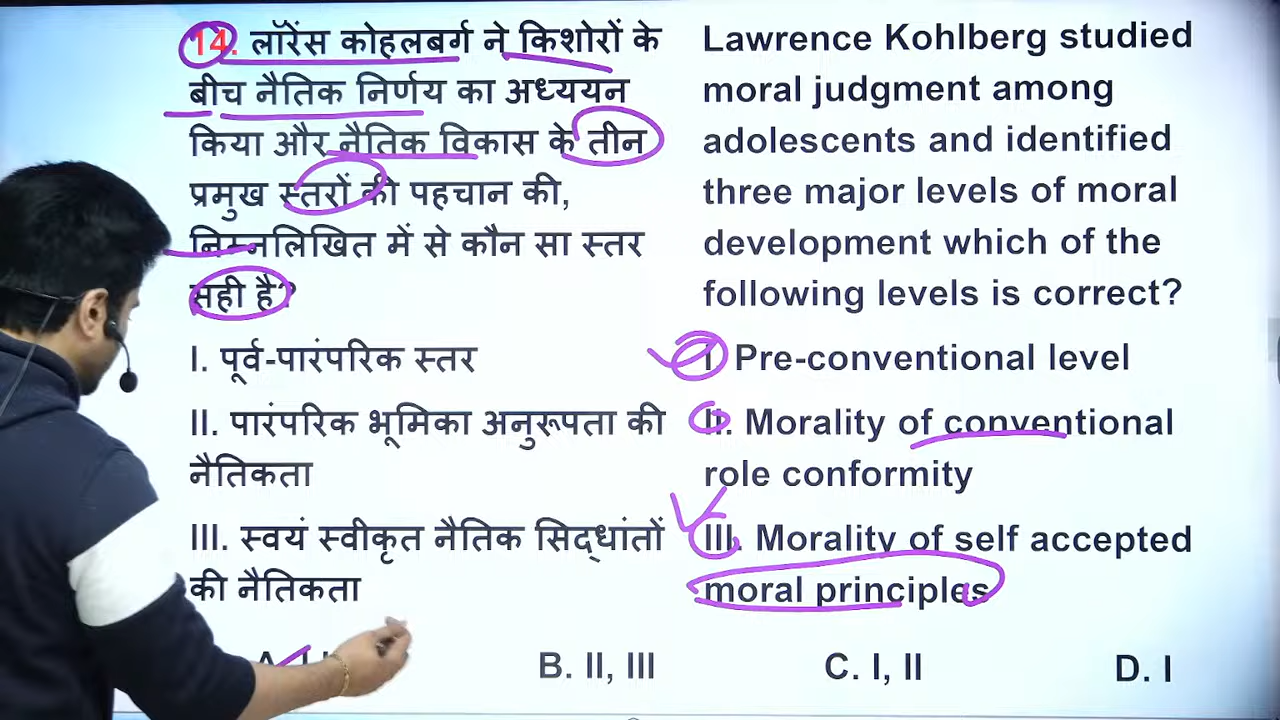 14. लॉरेंस कोहलबर्ग ने किशोरों के
बीच नैतिक निर्णय का अध्ययन
किया और नैतिक विकास के तीन
प्रमुख स्तरों की पहचान की,
निम्नलिखित में से कौन सा स्तर
सही है?
I. पूर्व-पारंपरिक स्तर
II. पारंपरिक भूमिका अनुरूपता की
नैतिकता
III. स्वयं स्वीकृत नैतिक सिद्धांतों
की नैतिकता
Lawrence Kohlberg studied
moral judgment among
adolescents and identified
three major levels of moral
development which of the
following levels is correct?
I. Pre-conventional level
II. Morality of conventional
role conformity
III. Morality of self accepted
moral principles
A.
B. II, III
C. I, II
D. I